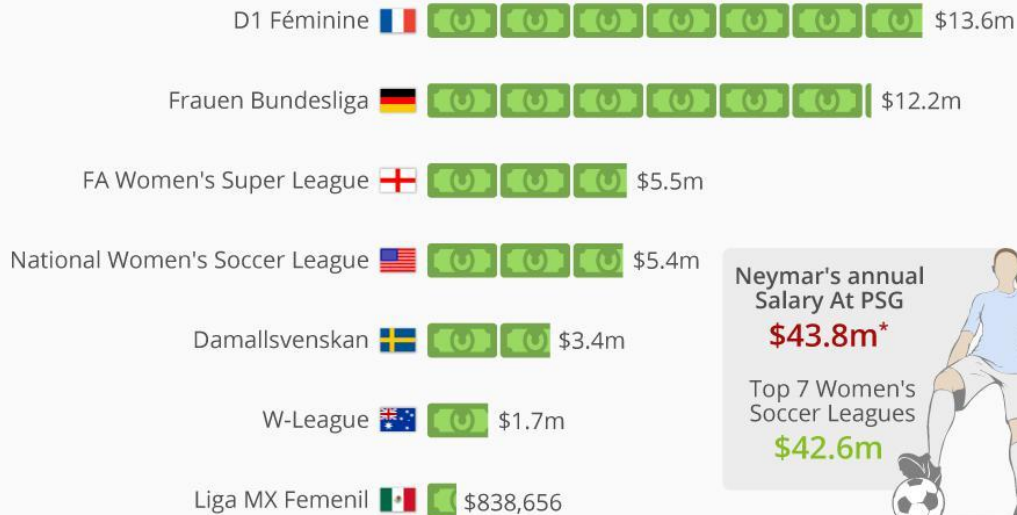 D1 Féminine $13.6m
Frauen Bundesliga $12.2m
FA Women's Super League $5.5m
National Women's Soccer League $5.4m
Damallsvenskan $3.4m
W-League $1.7m
Liga MX Femenil $838,656
Neymar's annual
Salary At PSG
$43.8m*
Top 7 Women's
Soccer Leagues
$42.6m